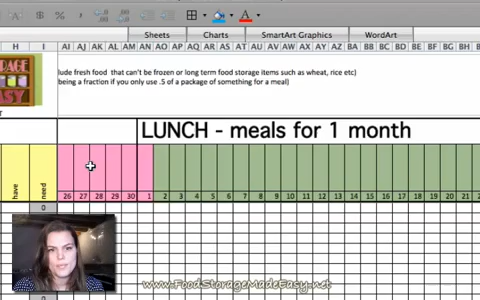 Sheets Charts SmartArt Graphics WordArt
H I AI AJ AK AL AM AN AO AP AQ AR AS AT AU AV AW AX AY AZ BA BB BC BD BE BF BG BH
RAGE
EASY
lude fresh food that can't be frozen or long term food storage items such as wheat, rice etc)
being a fraction if you only use .5 of a package of something for a meal)
LUNCH - meals for 1 month
have need 26 27 28 29 30 1 2 3 4 5 6 7 8 9 10 11 12 13 14 15 16 17 18 19 20 21
0
www.FoodStorageMadeEasy.net
0